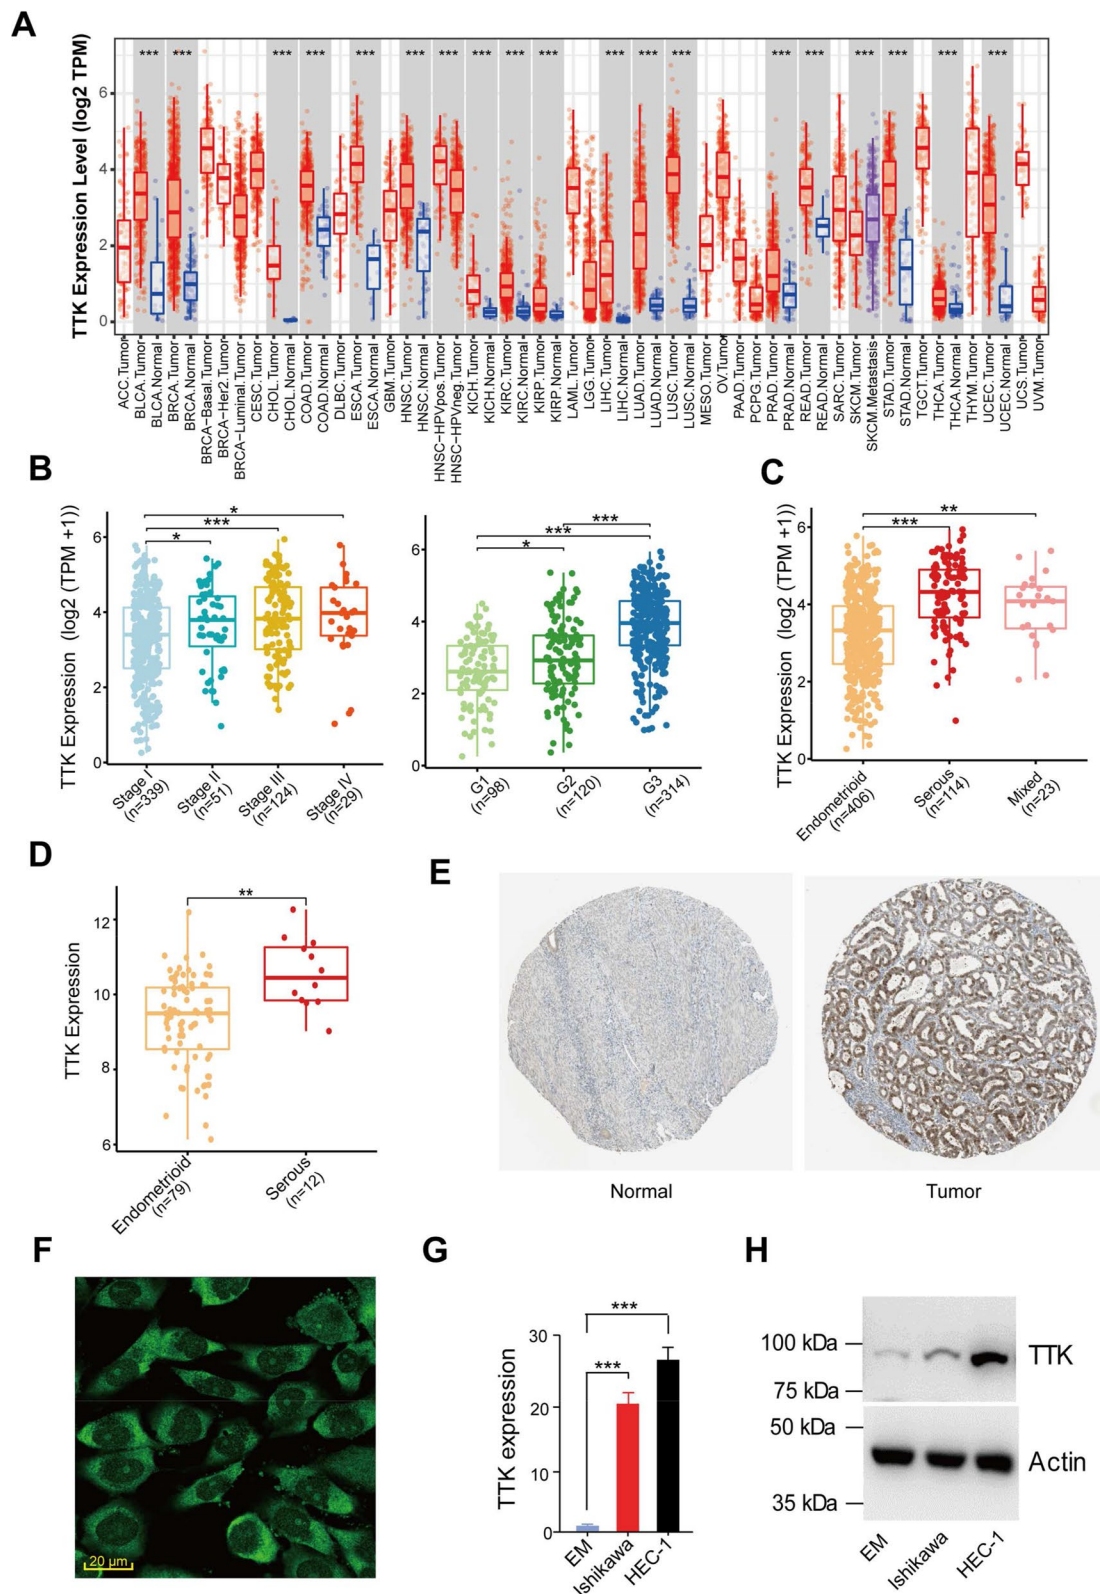 A
TTK Expression Level (log2 TPM)
6
4
2
0
*** *** *** *** *** *** *** *** *** *** *** *** *** *** *** *** *** *** ***
ACC.Tumor
BLCA.Tumor
BLCA.Normal
BRCA.Tumor
BRCA.Normal
BRCA-Basal.Tumor
BRCA-Her2.Tumor
BRCA-Luminal.Tumor
CESC.Tumor
CHOL.Tumor
CHOL.Normal
COAD.Tumor
COAD.Normal
DLBC.Tumor
ESCA.Tumor
ESCA.Normal
GBM.Tumor
HNSC.Tumor
HNSC.Normal
HNSC-HPVpos.Tumor
HNSC-HPVneg.Tumor
KICH.Tumor
KICH.Normal
KIRC.Tumor
KIRC.Normal
KIRP.Tumor
KIRP.Normal
LAML.Tumor
LGG.Tumor
LIHC.Tumor
LIHC.Normal
LUAD.Tumor
LUAD.Normal
LUSC.Tumor
LUSC.Normal
MESO.Tumor
OV.Tumor
PAAD.Tumor
PCPG.Tumor
PRAD.Tumor
PRAD.Normal
READ.Tumor
READ.Normal
SARC.Tumor
SKCM.Tumor
SKCM.Metastasis
STAD.Tumor
STAD.Normal
TGCT.Tumor
THCA.Tumor
THCA.Normal
THYM.Tumor
UCEC.Tumor
UCEC.Normal
UCS.Tumor
UVM.Tumor
B
TTK Expression (log2 (TPM +1))
6
4
2
0
*
***
*
Stage I
(n=339)
Stage II
(n=51)
Stage III
(n=124)
Stage IV
(n=29)
6
4
2
0
***
***
*
G1
(n=98)
G2
(n=120)
G3
(n=314)
C
TTK Expression (log2 (TPM +1))
6
4
2
0
**
***
Endometrioid
(n=406)
Serous
(n=114)
Mixed
(n=23)
D
TTK Expression
12
10
8
6
**
Endometrioid
(n=79)
Serous
(n=12)
E
Normal
Tumor
F
20 µm
G
TTK expression
30
20
10
0
***
***
EM
Ishikawa
HEC-1
H
100 kDa
75 kDa
50 kDa
35 kDa
TTK
Actin
EM
Ishikawa
HEC-1